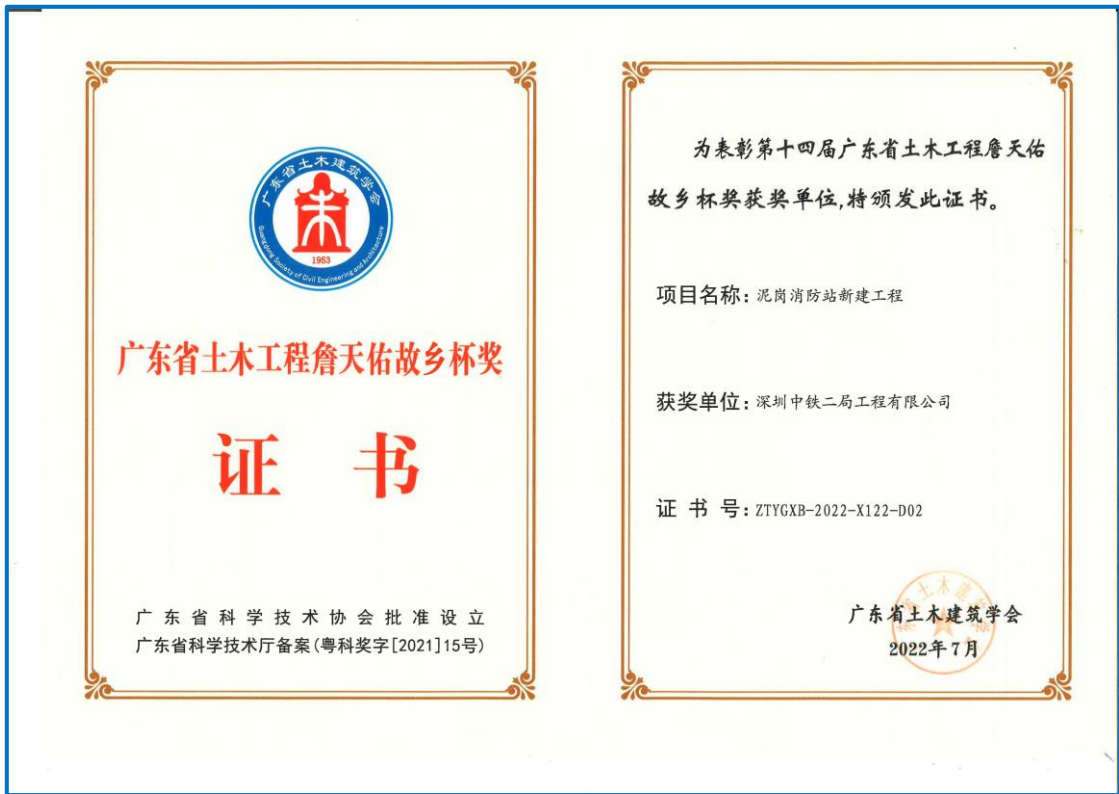 广东省土木建筑学会
1953
Guangdong Society of Civil Engineering and Architecture
广东省土木工程詹天佑故乡杯奖
证 书
广东省科学技术协会批准设立
广东省科学技术厅备案(粤科奖字[2021]15号)
为表彰第十四届广东省土木工程詹天佑
故乡杯奖获奖单位,特颁发此证书。
项目名称:泥岗消防站新建工程
获奖单位:深圳中铁二局工程有限公司
证 书 号:ZTYGXB-2022-X122-D02
广东省土木建筑学会
2022年7月